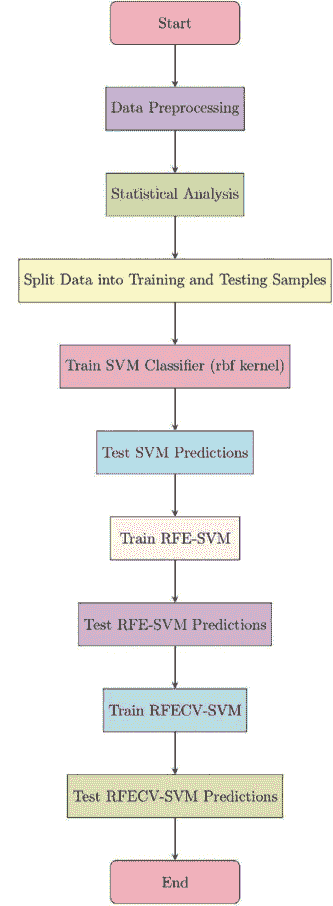 Start
Data Preprocessing
Statistical Analysis
Split Data into Training and Testing Samples
Train SVM Classifier (rbf kernel)
Test SVM Predictions
Train RFE-SVM
Test RFE-SVM Predictions
Train RFECV-SVM
Test RFECV-SVM Predictions
End